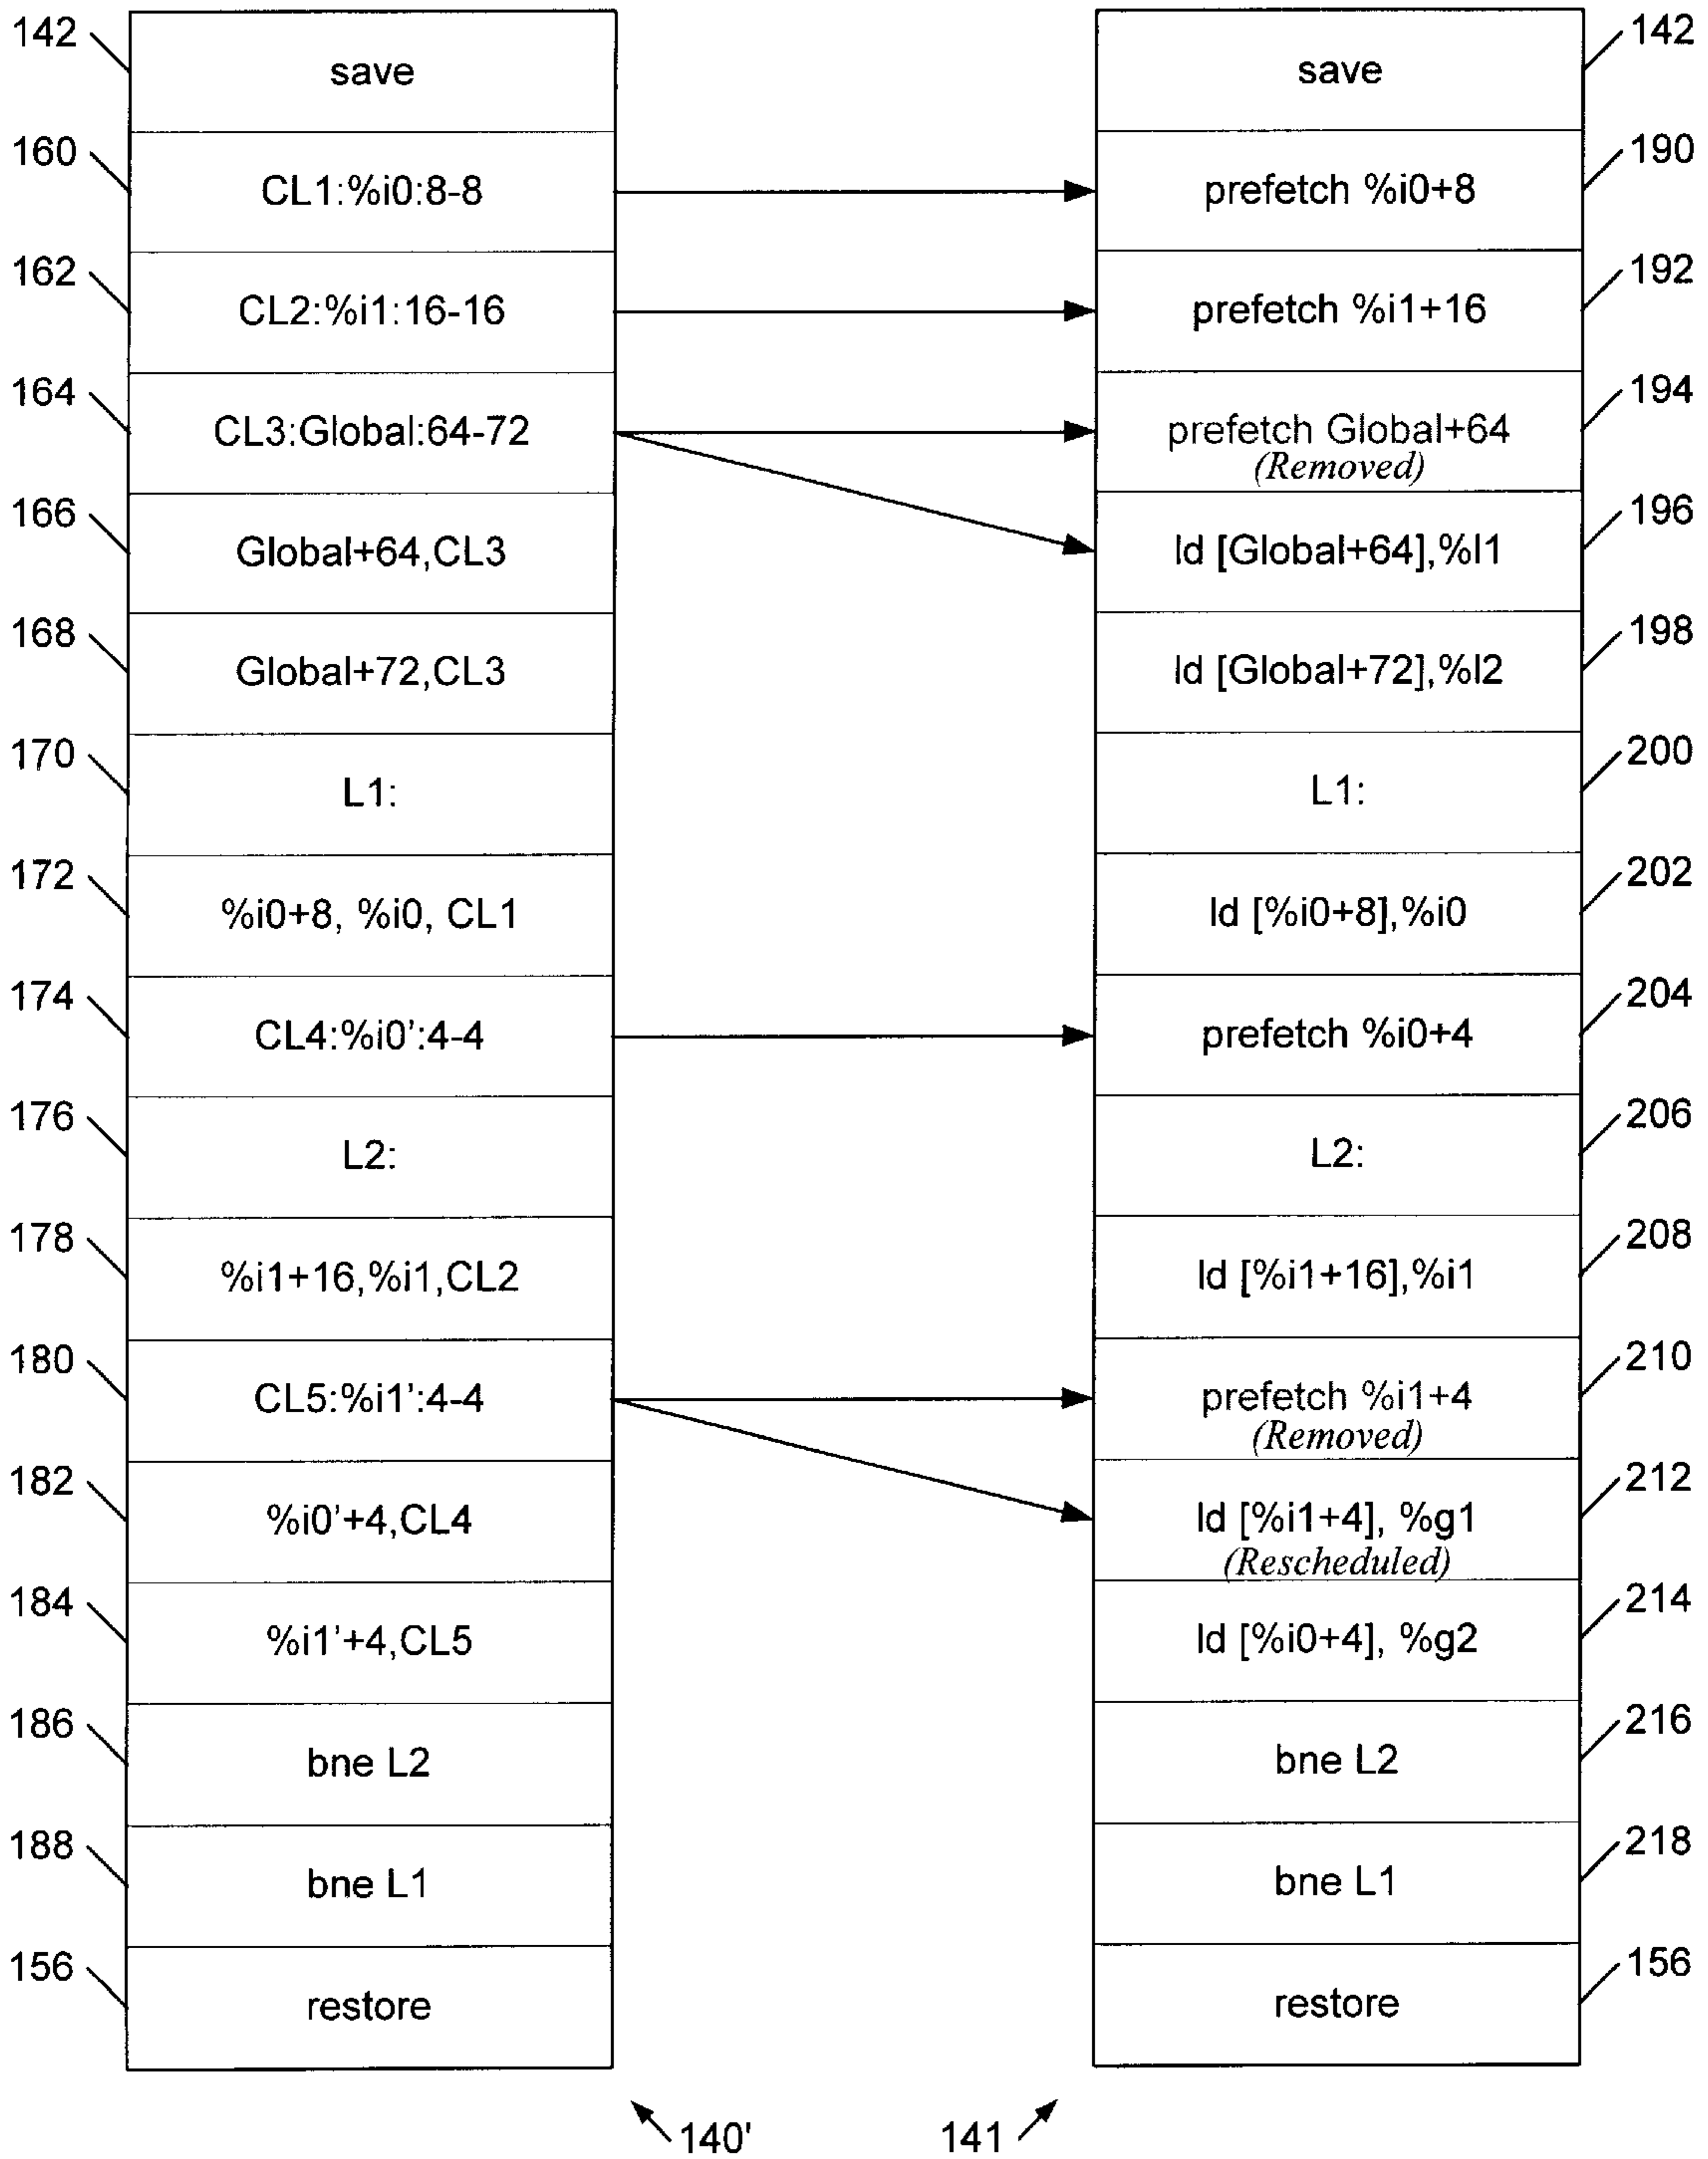 142 save save 142
160 CL1:%i0:8-8 prefetch %i0+8 190
162 CL2:%i1:16-16 prefetch %i1+16 192
164 CL3:Global:64-72 prefetch Global+64 194
(Removed)
166 Global+64,CL3 ld [Global+64],%l1 196
168 Global+72,CL3 ld [Global+72],%l2 198
170 L1: L1: 200
172 %i0+8, %i0, CL1 ld [%i0+8],%i0 202
174 CL4:%i0':4-4 prefetch %i0+4 204
176 L2: L2: 206
178 %i1+16,%i1,CL2 ld [%i1+16],%i1 208
180 CL5:%i1':4-4 prefetch %i1+4 210
(Removed)
182 %i0'+4,CL4 ld [%i1+4], %g1 212
(Rescheduled)
184 %i1'+4,CL5 ld [%i0+4], %g2 214
186 bne L2 bne L2 216
188 bne L1 bne L1 218
156 restore restore 156
140' 141